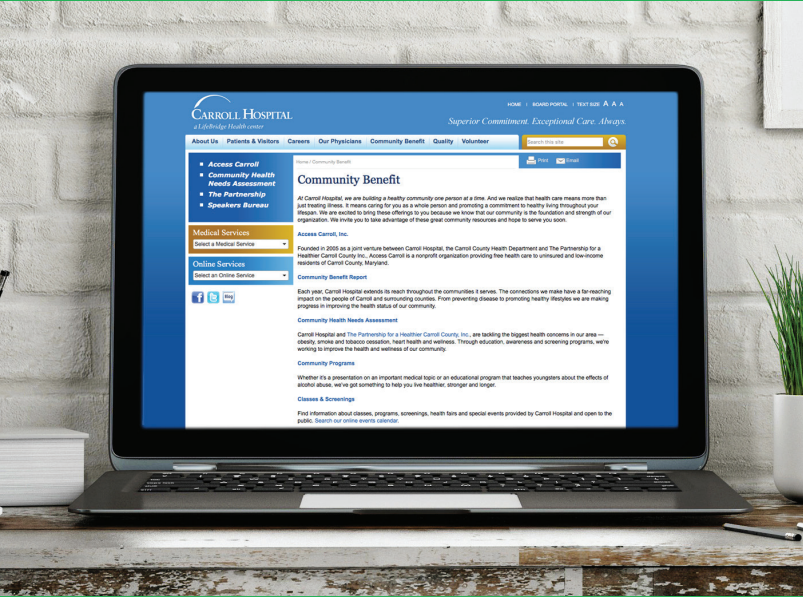 CARROLL HOSPITAL
a LifeBridge Health center
HOME | BOARD PORTAL | TEXT SIZE A A A
Superior Commitment. Exceptional Care. Always.
About Us Patients & Visitors Careers Our Physicians Community Benefit Quality Volunteer
Search this site
Access Carroll
Community Health
Needs Assessment
The Partnership
Speakers Bureau
Medical Services
Select a Medical Service
Online Services
Select an Online Service
f t blog
Home / Community Benefit
Print Email
Community Benefit
At Carroll Hospital, we are building a healthy community one person at a time. And we realize that health care means more than
just treating illness. It means caring for you as a whole person and promoting a commitment to healthy living throughout your
lifespan. We are excited to bring these offerings to you because we know that our community is the foundation and strength of our
organization. We invite you to take advantage of these great community resources and hope to serve you soon.
Access Carroll, Inc.
Founded in 2005 as a joint venture between Carroll Hospital, the Carroll County Health Department and The Partnership for a
Healthier Carroll County Inc., Access Carroll is a nonprofit organization providing free health care to uninsured and low-income
residents of Carroll County, Maryland.
Community Benefit Report
Each year, Carroll Hospital extends its reach throughout the communities it serves. The connections we make have a far-reaching
impact on the people of Carroll and surrounding counties. From preventing disease to promoting healthy lifestyles we are making
progress in improving the health status of our community.
Community Health Needs Assessment
Carroll Hospital and The Partnership for a Healthier Carroll County, Inc., are tackling the biggest health concerns in our area —
obesity, smoke and tobacco cessation, heart health and wellness. Through education, awareness and screening programs, we're
working to improve the health and wellness of our community.
Community Programs
Whether it's a presentation on an important medical topic or an educational program that teaches youngsters about the effects of
alcohol abuse, we've got something to help you live healthier, stronger and longer.
Classes & Screenings
Find information about classes, programs, screenings, health fairs and special events provided by Carroll Hospital and open to the
public. Search our online events calendar.